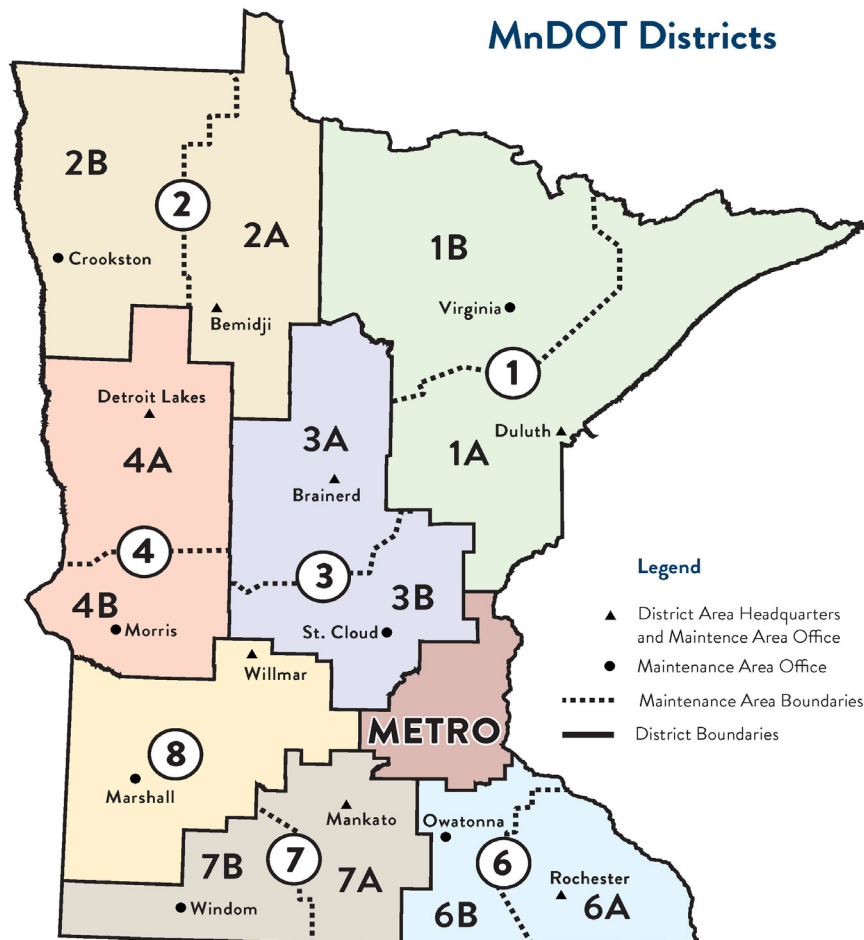 MnDOT Districts
2B
2
2A
1B
Crookston
Virginia
Bemidji
1
Detroit Lakes
Duluth
3A
1A
4A
Brainerd
4
3
Legend
4B
3B
District Area Headquarters
and Maintence Area Office
Morris
St. Cloud
Maintenance Area Office
Willmar
Maintenance Area Boundaries
METRO
District Boundaries
8
Marshall
Mankato
Owatonna
7B
7
7A
6
Rochester
Windom
6B
6A